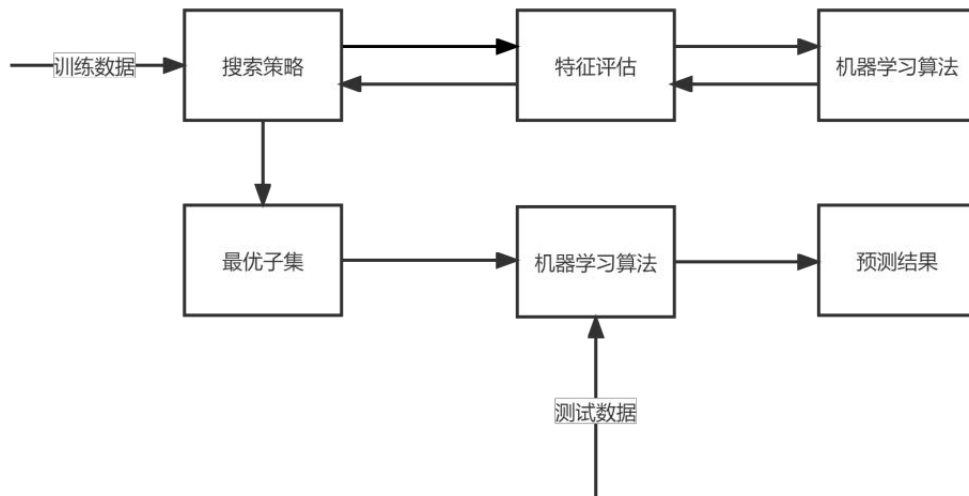 训练数据
搜索策略
特征评估
机器学习算法
最优子集
机器学习算法
预测结果
测试数据